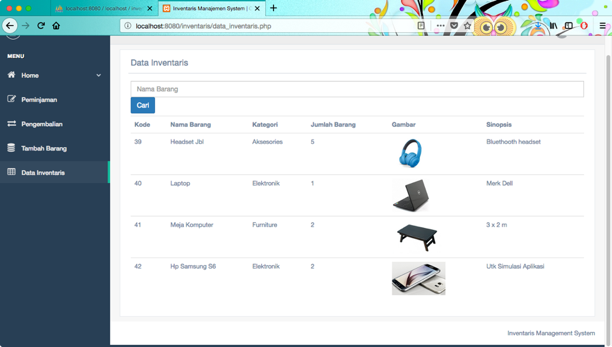 localhost:8080 / localhost / inven
Inventaris Manajemen System |
localhost:8080/inventaris/data_inventaris.php
MENU
Home
Peminjaman
Pengembalian
Tambah Barang
Data Inventaris
Data Inventaris
Nama Barang
Cari
Kode Nama Barang Kategori Jumlah Barang Gambar Sinopsis
39 Headset Jbl Aksesories 5 Bluethooth headset
40 Laptop Elektronik 1 Merk Dell
41 Meja Komputer Furniture 2 3 x 2 m
42 Hp Samsung S6 Elektronik 2 Utk Simulasi Aplikasi
Inventaris Management System